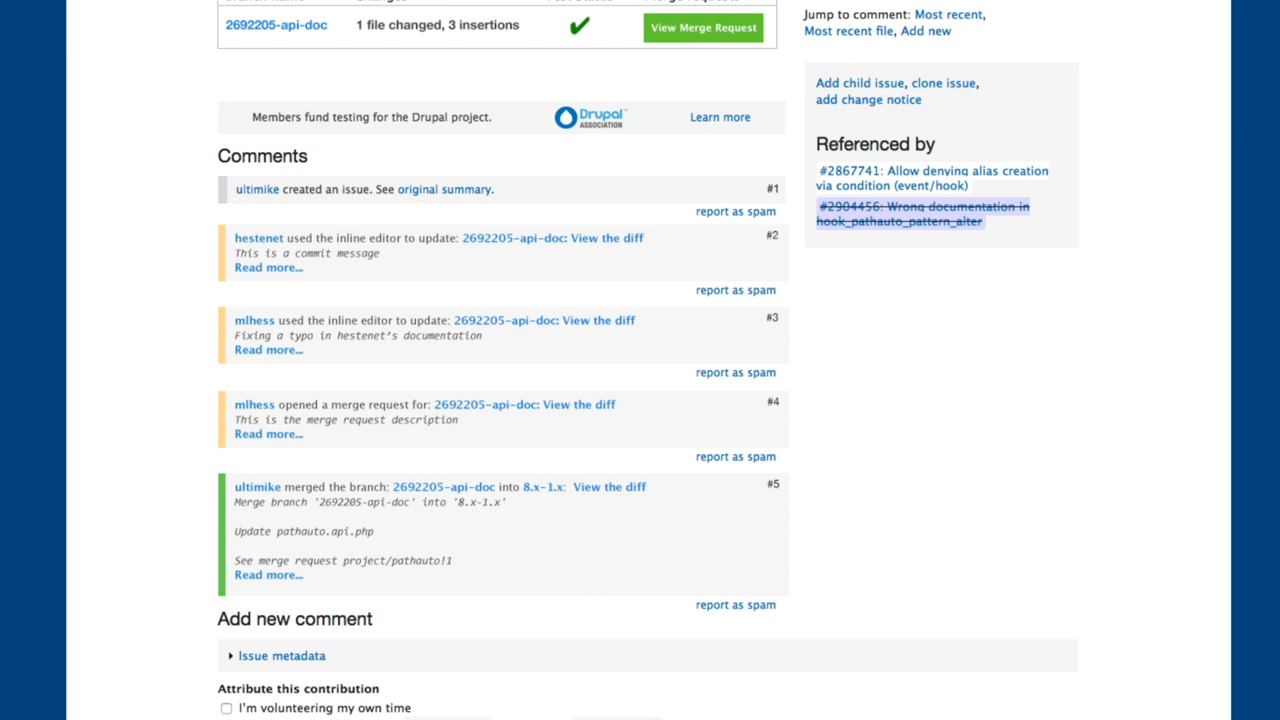 2692205-api-doc 1 file changed, 3 insertions View Merge Request
Members fund testing for the Drupal project. Drupal™ ASSOCIATION Learn more
Comments
ultimike created an issue. See original summary. #1
report as spam
hestenet used the inline editor to update: 2692205-api-doc: View the diff #2
This is a commit message
Read more...
report as spam
mlhess used the inline editor to update: 2692205-api-doc: View the diff #3
Fixing a typo in hestenet’s documentation
Read more...
report as spam
mlhess opened a merge request for: 2692205-api-doc: View the diff #4
This is the merge request description
Read more...
report as spam
ultimike merged the branch: 2692205-api-doc into 8.x-1.x: View the diff #5
Merge branch '2692205-api-doc' into '8.x-1.x'
Update pathauto.api.php
See merge request project/pathauto!1
Read more...
report as spam
Add new comment
Issue metadata
Attribute this contribution
I'm volunteering my own time
Jump to comment: Most recent,
Most recent file, Add new
Add child issue, clone issue,
add change notice
Referenced by
#2867741: Allow denying alias creation
via condition (event/hook)
#2904456: Wrong documentation in
hook_pathauto_pattern_alter